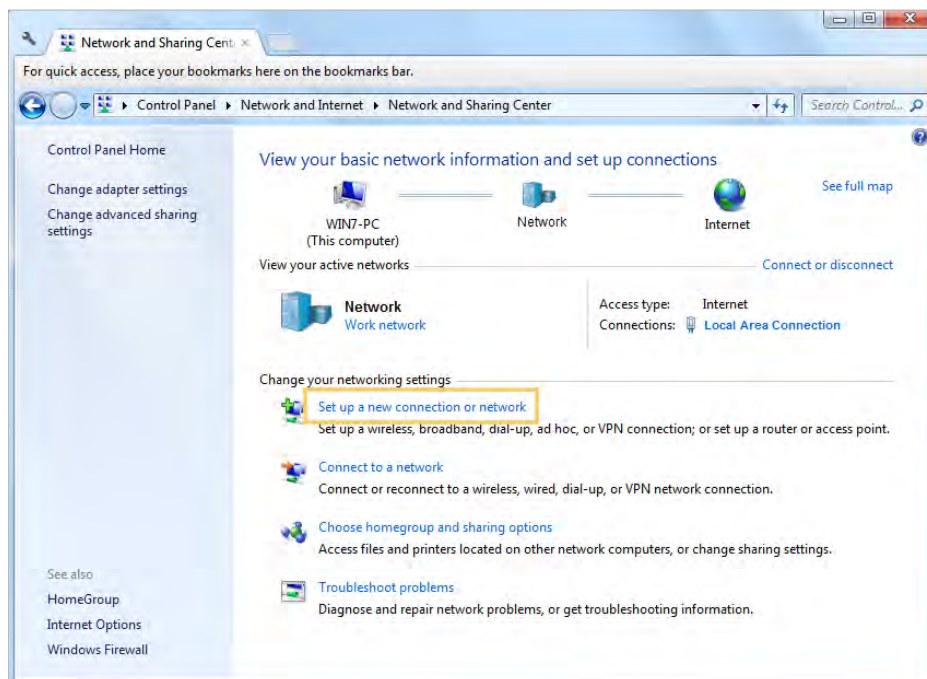 Network and Sharing Cent
For quick access, place your bookmarks here on the bookmarks bar.
Control Panel Network and Internet Network and Sharing Center
Search Control...
Control Panel Home
Change adapter settings
Change advanced sharing
settings
View your basic network information and set up connections
See full map
WIN7-PC
(This computer)
Network
Internet
View your active networks
Connect or disconnect
Network
Work network
Access type: Internet
Connections: Local Area Connection
Change your networking settings
Set up a new connection or network
Set up a wireless, broadband, dial-up, ad hoc, or VPN connection; or set up a router or access point.
Connect to a network
Connect or reconnect to a wireless, wired, dial-up, or VPN network connection.
Choose homegroup and sharing options
Access files and printers located on other network computers, or change sharing settings.
Troubleshoot problems
Diagnose and repair network problems, or get troubleshooting information.
See also
HomeGroup
Internet Options
Windows Firewall